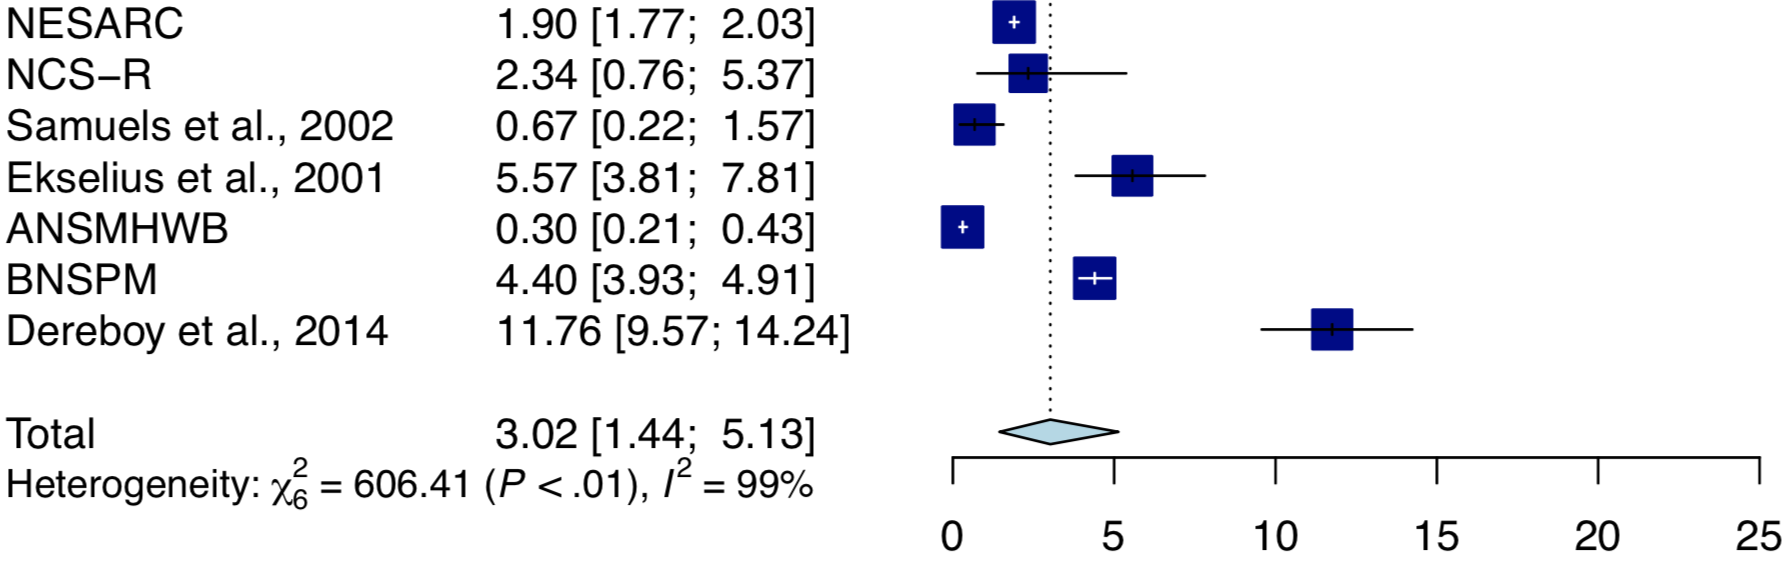 NESARC 1.90 [1.77; 2.03]
NCS−R 2.34 [0.76; 5.37]
Samuels et al., 2002 0.67 [0.22; 1.57]
Ekselius et al., 2001 5.57 [3.81; 7.81]
ANSMHWB 0.30 [0.21; 0.43]
BNSPM 4.40 [3.93; 4.91]
Dereboy et al., 2014 11.76 [9.57; 14.24]
Total 3.02 [1.44; 5.13]
Heterogeneity: χ²₆ = 606.41 (P < .01), I² = 99%
0 5 10 15 20 25